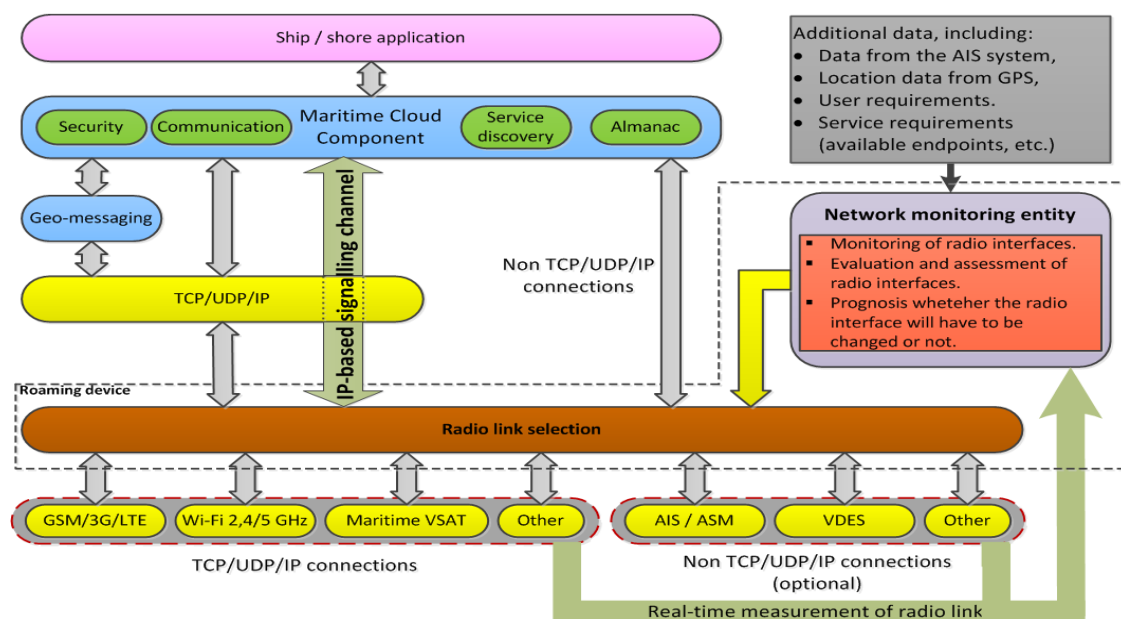 Ship / shore application
Additional data, including:
• Data from the AIS system,
• Location data from GPS,
• User requirements.
• Service requirements
(available endpoints, etc.)
Security
Communication
Maritime Cloud
Component
Service
discovery
Almanac
Geo-messaging
IP-based signalling channel
Non TCP/UDP/IP
connections
TCP/UDP/IP
Network monitoring entity
▪ Monitoring of radio interfaces.
▪ Evaluation and assessment of
radio interfaces.
▪ Prognosis wheteher the radio
interface will have to be
changed or not.
Roaming device
Radio link selection
GSM/3G/LTE
Wi-Fi 2,4/5 GHz
Maritime VSAT
Other
AIS / ASM
VDES
Other
TCP/UDP/IP connections
Non TCP/UDP/IP connections
(optional)
Real-time measurement of radio link